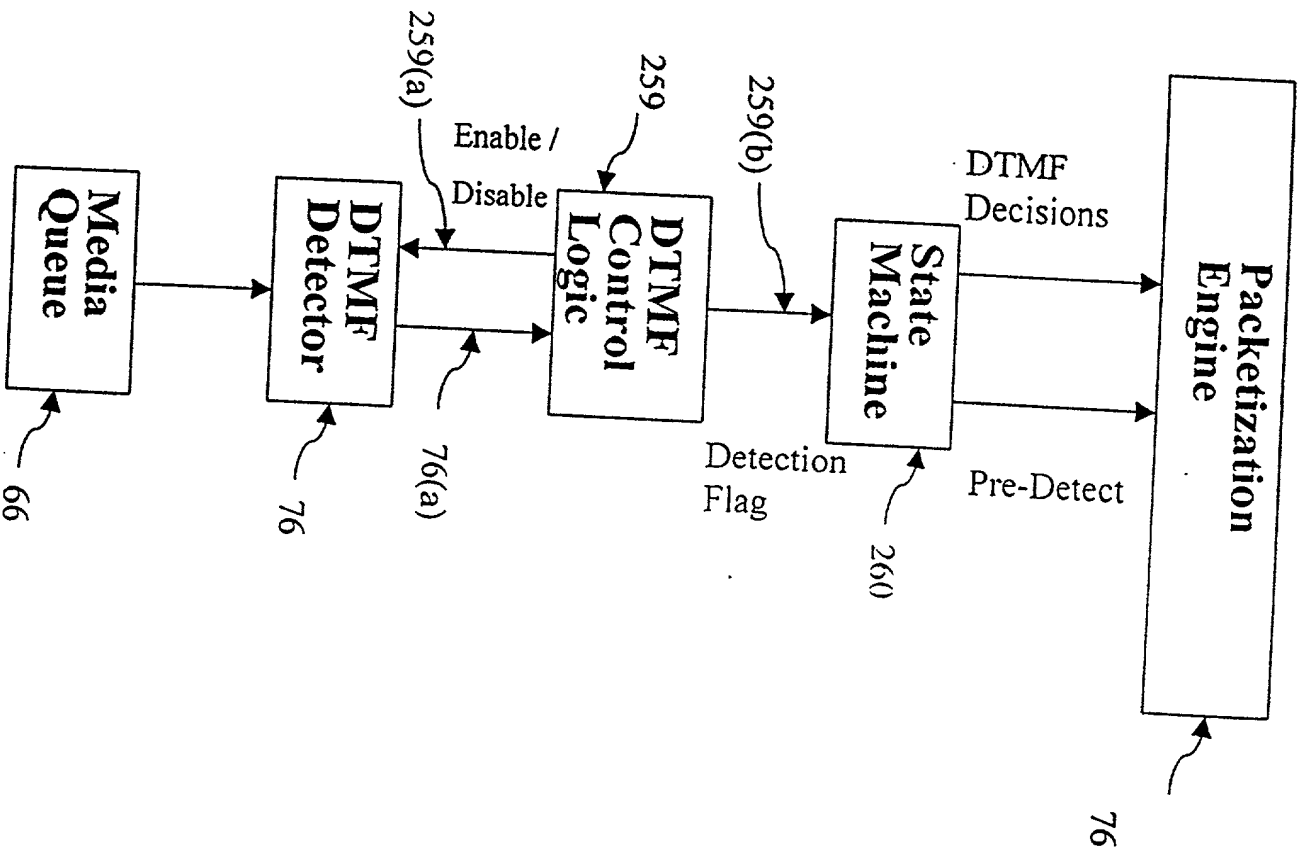 Packetization
Engine
76
DTMF
Decisions
Pre-Detect
State
Machine
260
259(b)
Detection
Flag
DTMF
Control
Logic
259
Enable /
Disable
259(a)
76(a)
DTMF
Detector
76
Media
Queue
66